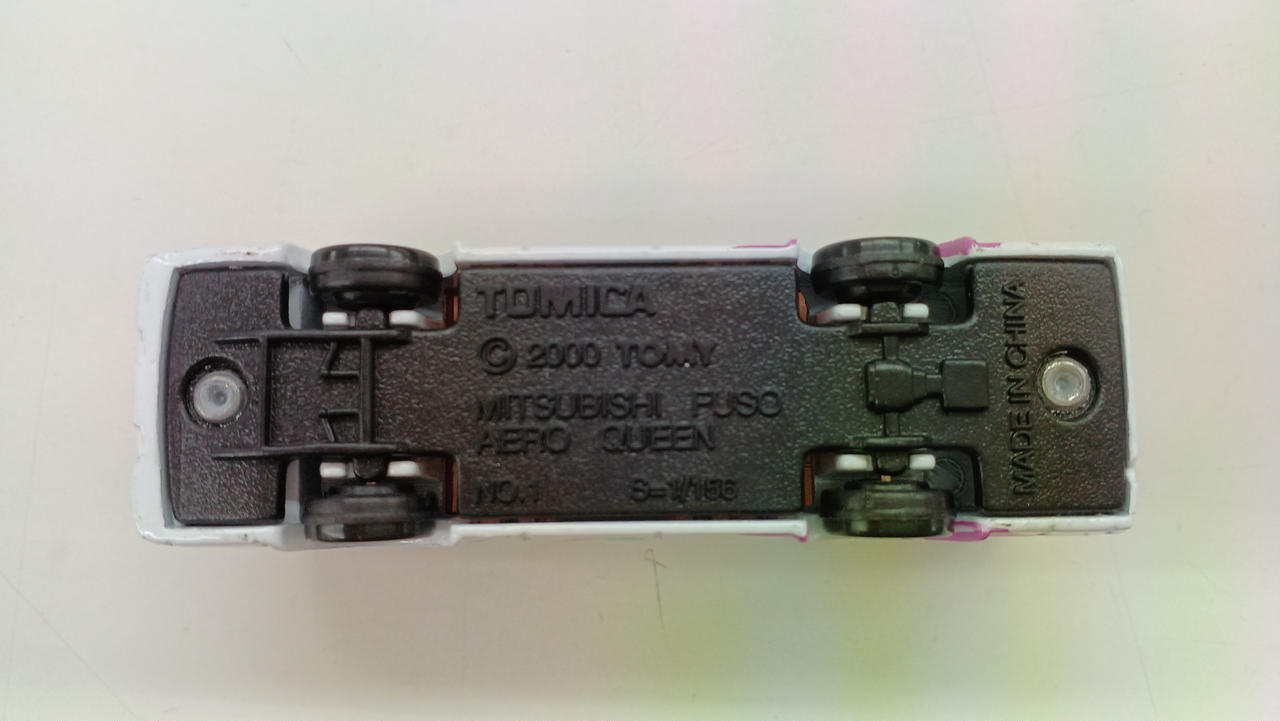 TOMICA
© 2000 TOMY
MITSUBISHI FUSO
AERO QUEEN
NO.1 S=1/156
MADE IN CHINA